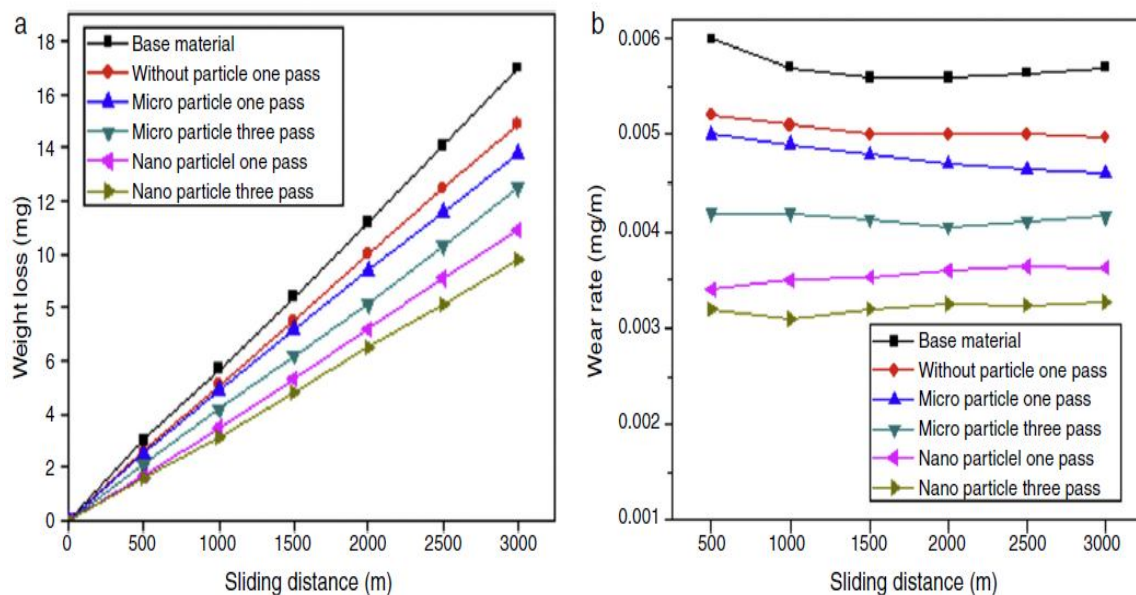 a
18
16
14
12
10
5
6
4
2
0
Weight loss (mg)
Base material
Without particle one pass
Micro particle one pass
Micro particle three pass
Nano particlel one pass
Nano particle three pass
0 500 1000 1500 2000 2500 3000
Sliding distance (m)
b
0.006
0.005
0.004
0.003
0.002
0.001
Wear rate (mg/m)
Base material
Without particle one pass
Micro particle one pass
Micro particle three pass
Nano particlel one pass
Nano particle three pass
500 1000 1500 2000 2500 3000
Sliding distance (m)